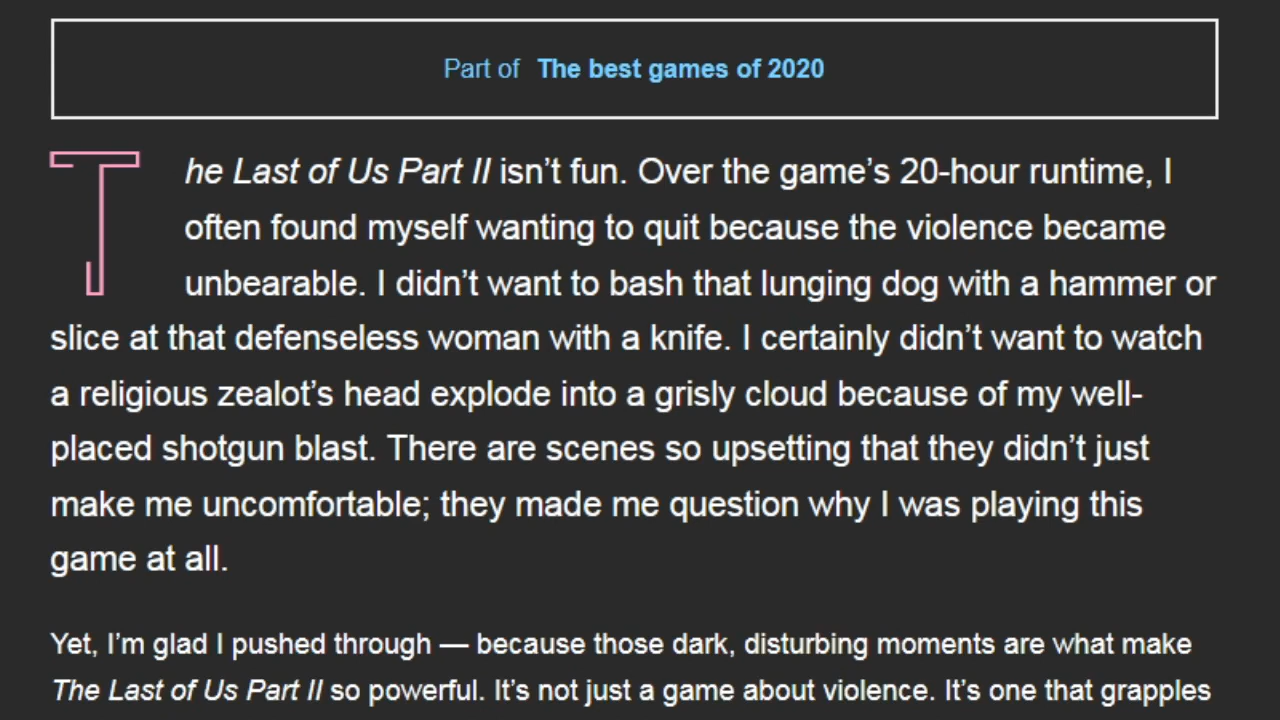 Part of The best games of 2020
The Last of Us Part II isn’t fun. Over the game’s 20-hour runtime, I
often found myself wanting to quit because the violence became
unbearable. I didn’t want to bash that lunging dog with a hammer or
slice at that defenseless woman with a knife. I certainly didn’t want to watch
a religious zealot’s head explode into a grisly cloud because of my well-
placed shotgun blast. There are scenes so upsetting that they didn’t just
make me uncomfortable; they made me question why I was playing this
game at all.
Yet, I’m glad I pushed through — because those dark, disturbing moments are what make
The Last of Us Part II so powerful. It’s not just a game about violence. It’s one that grapples